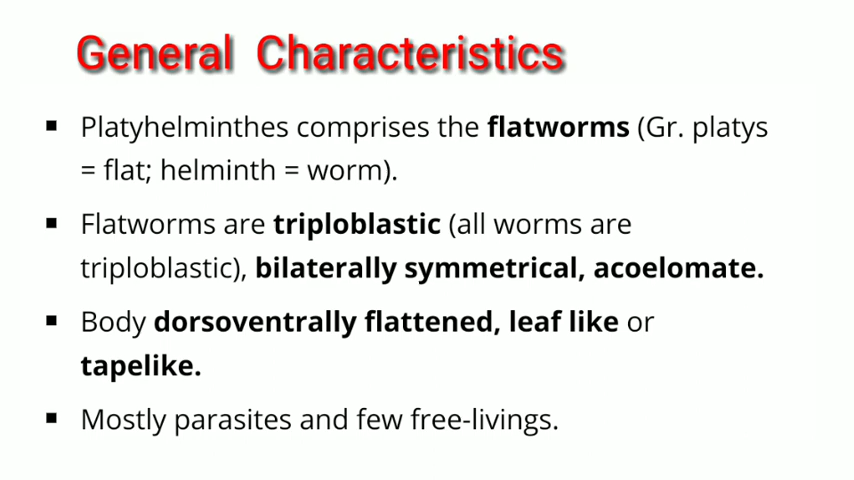 General Characteristics
▪ Platyhelminthes comprises the flatworms (Gr. platys
= flat; helminth = worm).
▪ Flatworms are triploblastic (all worms are
triploblastic), bilaterally symmetrical, acoelomate.
▪ Body dorsoventrally flattened, leaf like or
tapelike.
▪ Mostly parasites and few free-livings.